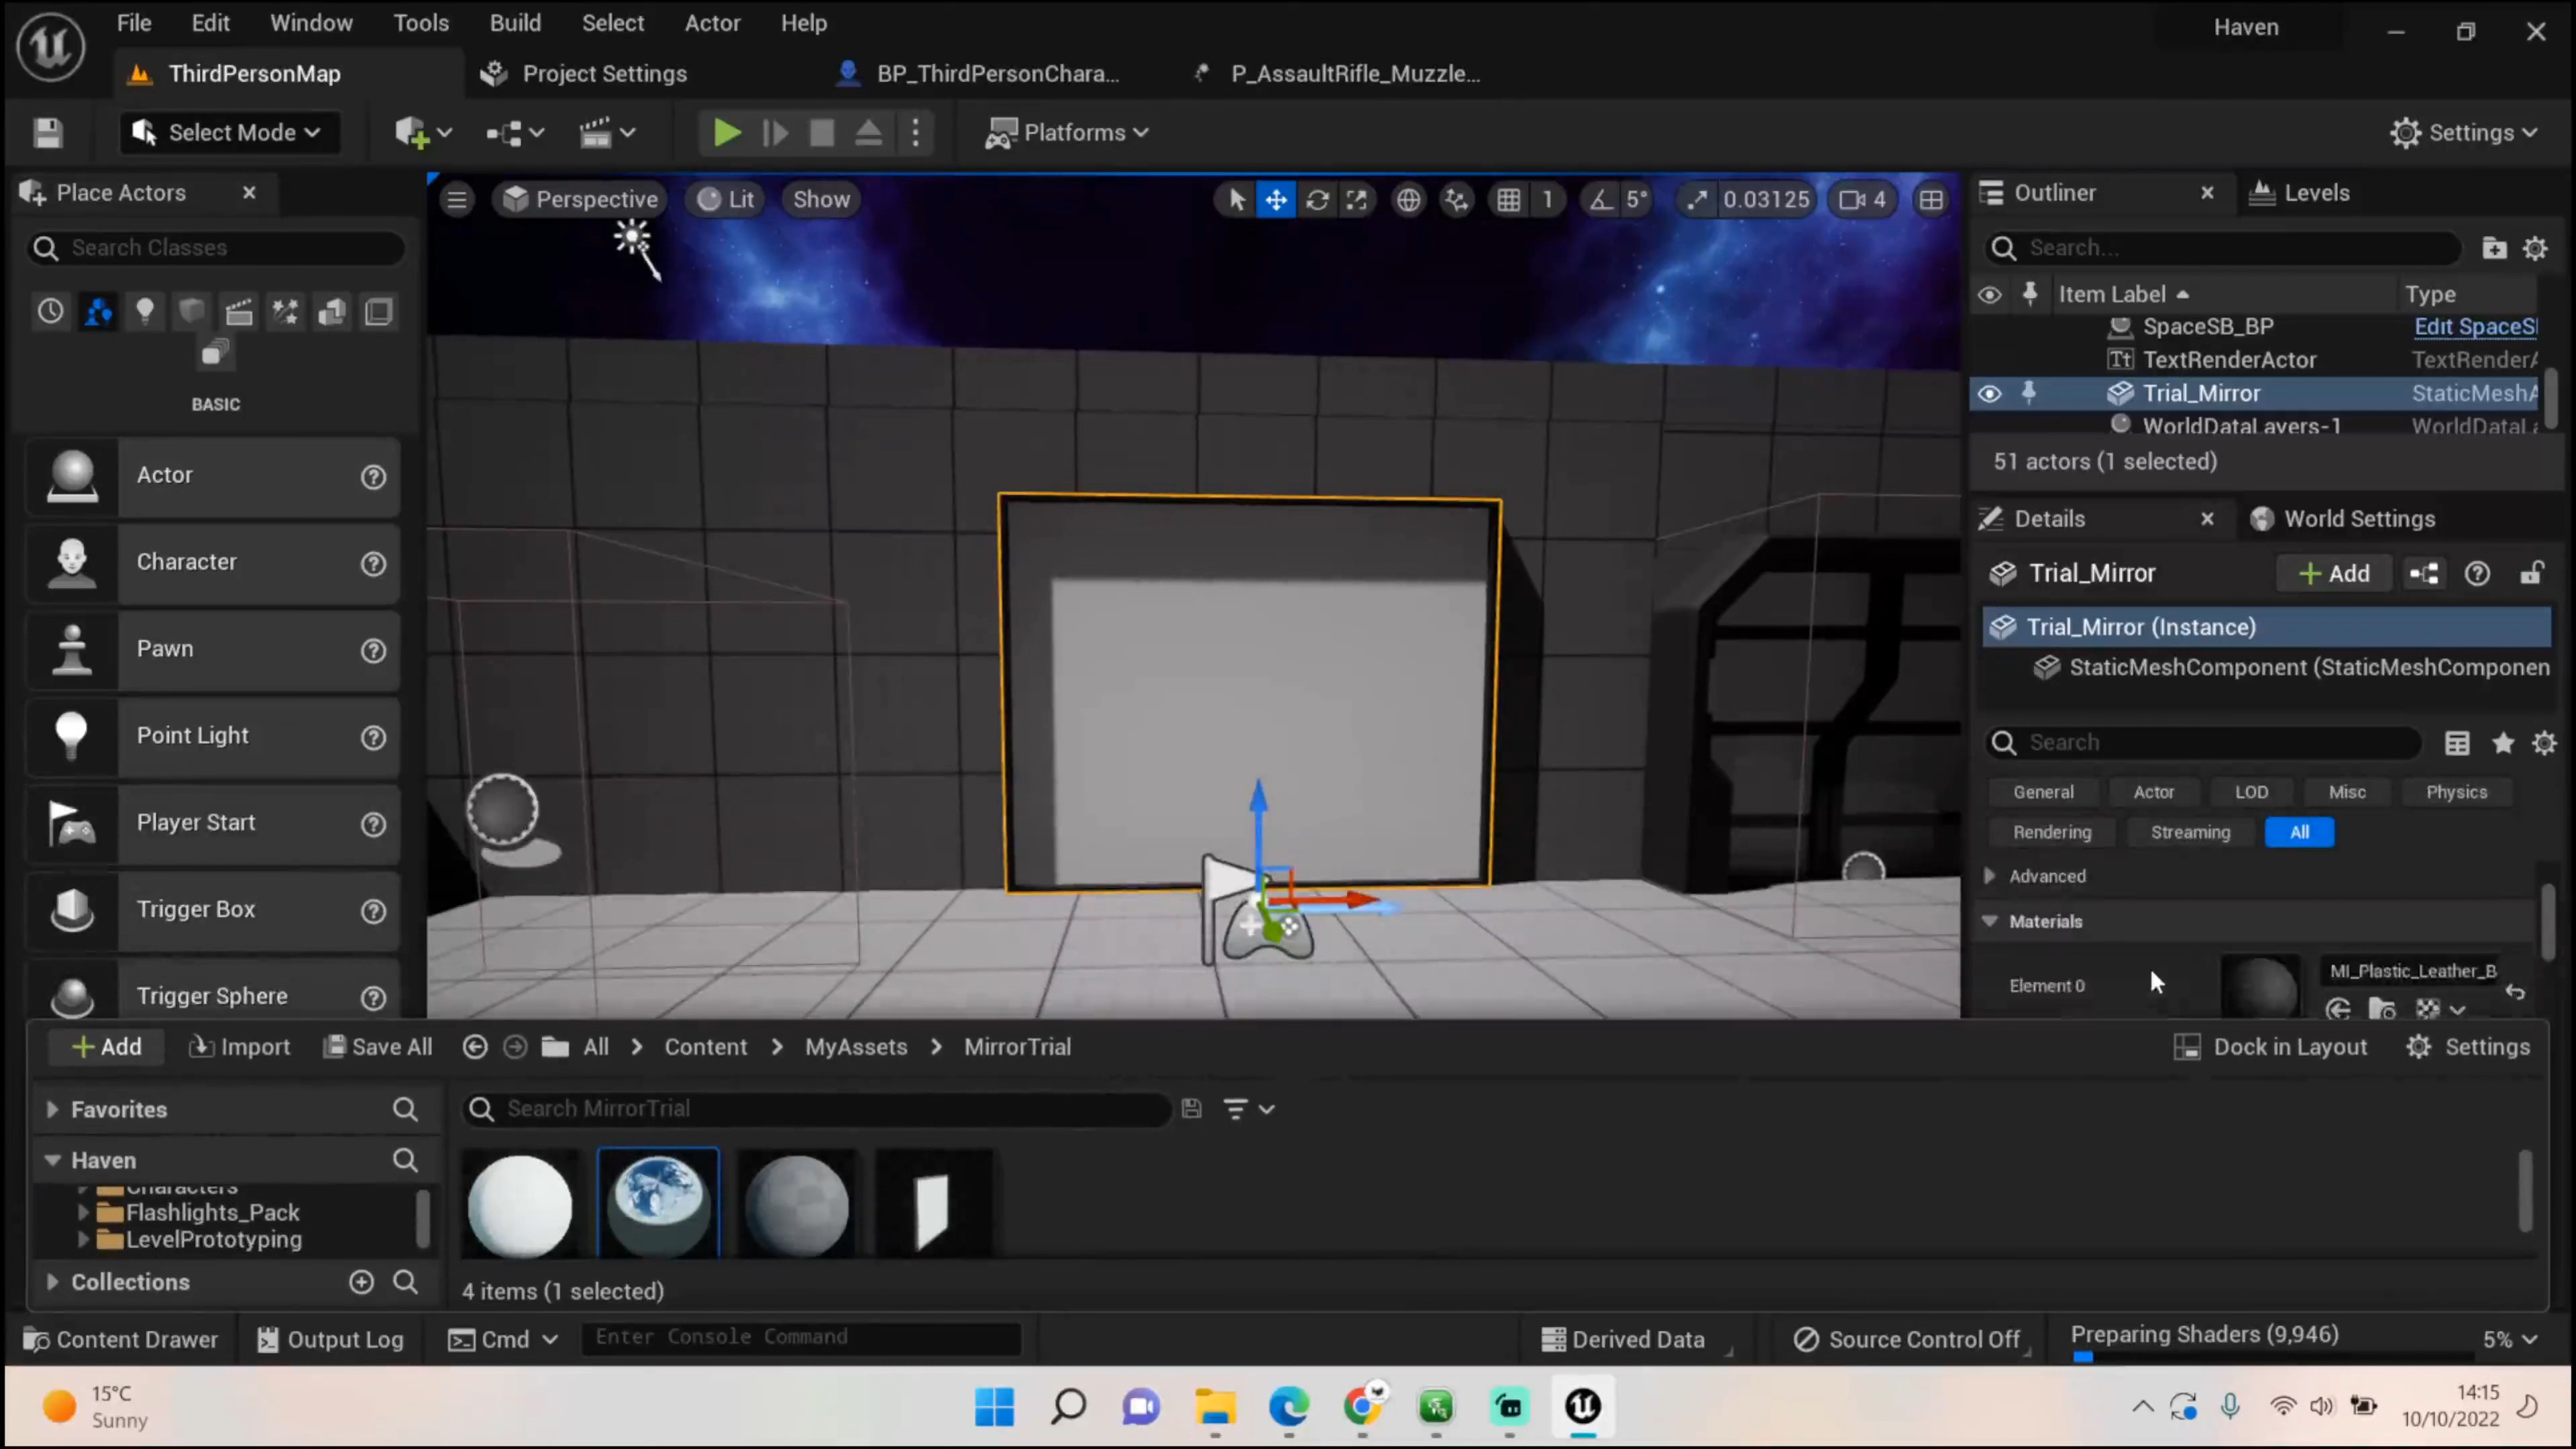 File Edit Window Tools Build Select Actor Help
Haven
ThirdPersonMap Project Settings BP_ThirdPersonChara... P_AssaultRifle_Muzzle...
Select Mode Platforms Settings
Place Actors
Perspective Lit Show 1 5° 0.03125 4
Outliner Levels
Search Classes
Search...
Item Label Type
SpaceSB_BP Edit SpaceS
TextRenderActor TextRenderA
Trial_Mirror StaticMeshA
WorldDataLayers-1 WorldDataLa
BASIC
51 actors (1 selected)
Actor
Character
Pawn
Point Light
Player Start
Trigger Box
Trigger Sphere
Details World Settings
Trial_Mirror Add
Trial_Mirror (Instance)
StaticMeshComponent (StaticMeshComponen
Search
General Actor LOD Misc Physics
Rendering Streaming All
Advanced
Materials
Element 0 MI_Plastic_Leather_B
Add Import Save All All Content MyAssets MirrorTrial Dock in Layout Settings
Favorites
Search MirrorTrial
Haven
Characters
Flashlights_Pack
LevelPrototyping
Collections
4 items (1 selected)
Content Drawer Output Log Cmd Enter Console Command Derived Data Source Control Off Preparing Shaders (9,946) 5%
15°C
Sunny
14:15
10/10/2022